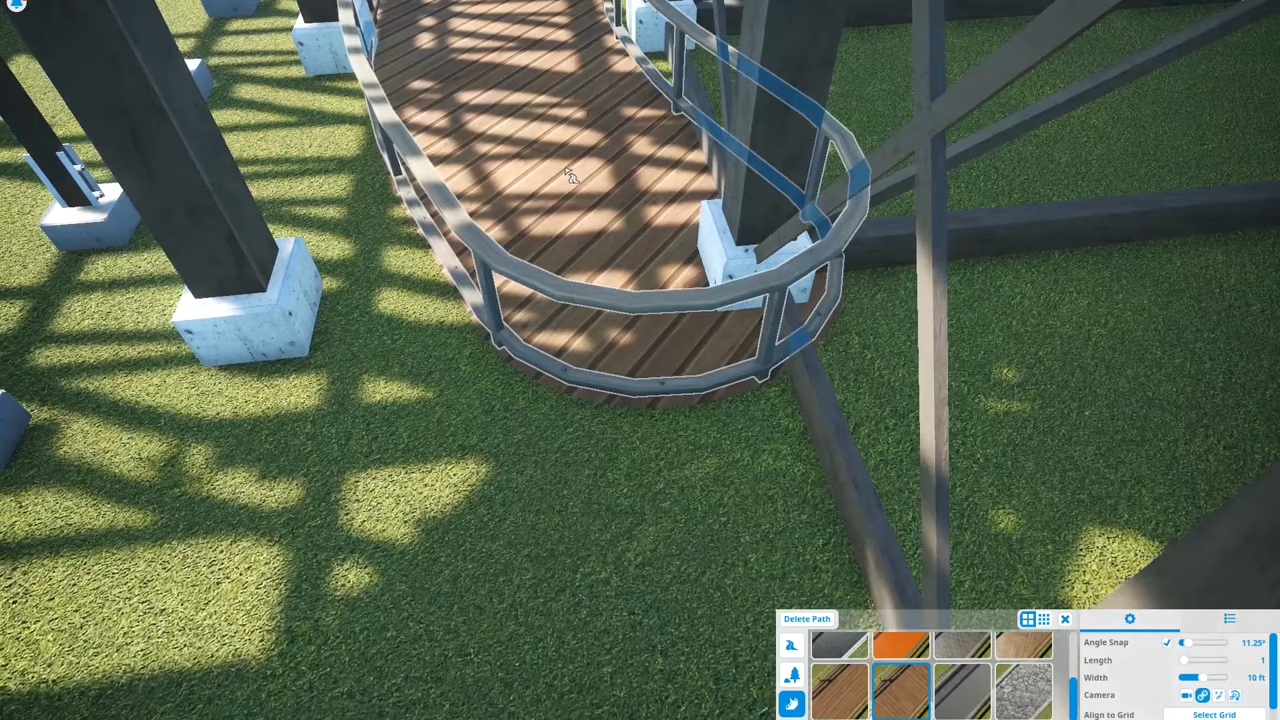 Delete Path
Angle Snap 11.25°
Length 1
Width 10 ft
Camera
Align to Grid Select Grid